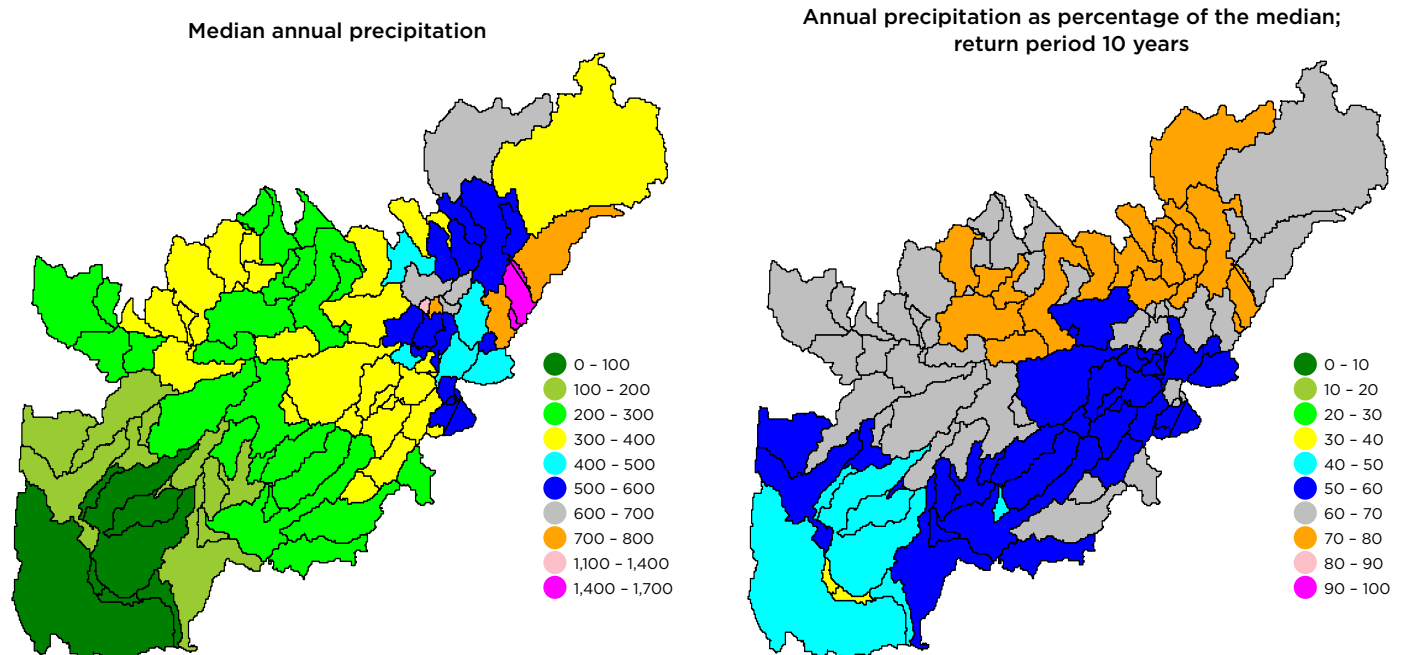 Median annual precipitation
0 – 100
100 – 200
200 – 300
300 – 400
400 – 500
500 – 600
600 – 700
700 – 800
1,100 – 1,400
1,400 – 1,700
Annual precipitation as percentage of the median;
return period 10 years
0 – 10
10 – 20
20 – 30
30 – 40
40 – 50
50 – 60
60 – 70
70 – 80
80 – 90
90 – 100